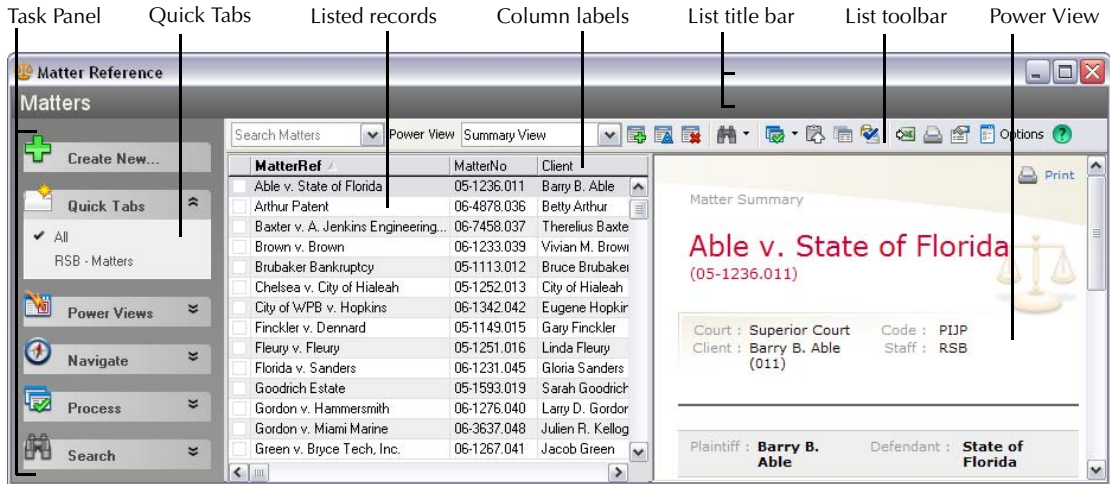 Task Panel Quick Tabs Listed records Column labels List title bar List toolbar Power View
Matter Reference
Matters
Search Matters Power View Summary View Options
Create New...
Quick Tabs
All
RSB - Matters
Power Views
Navigate
Process
Search
MatterRef MatterNo Client
Able v. State of Florida 05-1236.011 Barry B. Able
Arthur Patent 06-4878.036 Betty Arthur
Baxter v. A. Jenkins Engineering... 06-7458.037 Therelius Baxte
Brown v. Brown 06-1233.039 Vivian M. Brow
Brubaker Bankruptcy 05-1113.012 Bruce Brubaker
Chelsea v. City of Hialeah 05-1252.013 City of Hialeah
City of WPB v. Hopkins 06-1342.042 Eugene Hopkir
Finckler v. Dennard 05-1149.015 Gary Finckler
Fleury v. Fleury 05-1251.016 Linda Fleury
Florida v. Sanders 06-1231.045 Gloria Sanders
Goodrich Estate 05-1593.019 Sarah Goodrich
Gordon v. Hammersmith 06-1276.040 Larry D. Gordor
Gordon v. Miami Marine 06-3637.048 Julien R. Kellog
Green v. Bryce Tech, Inc. 06-1267.041 Jacob Green
Print
Matter Summary
Able v. State of Florida
(05-1236.011)
Court : Superior Court Code : PIJP
Client : Barry B. Able Staff : RSB
(011)
Plaintiff : Barry B. Defendant : State of
Able Florida